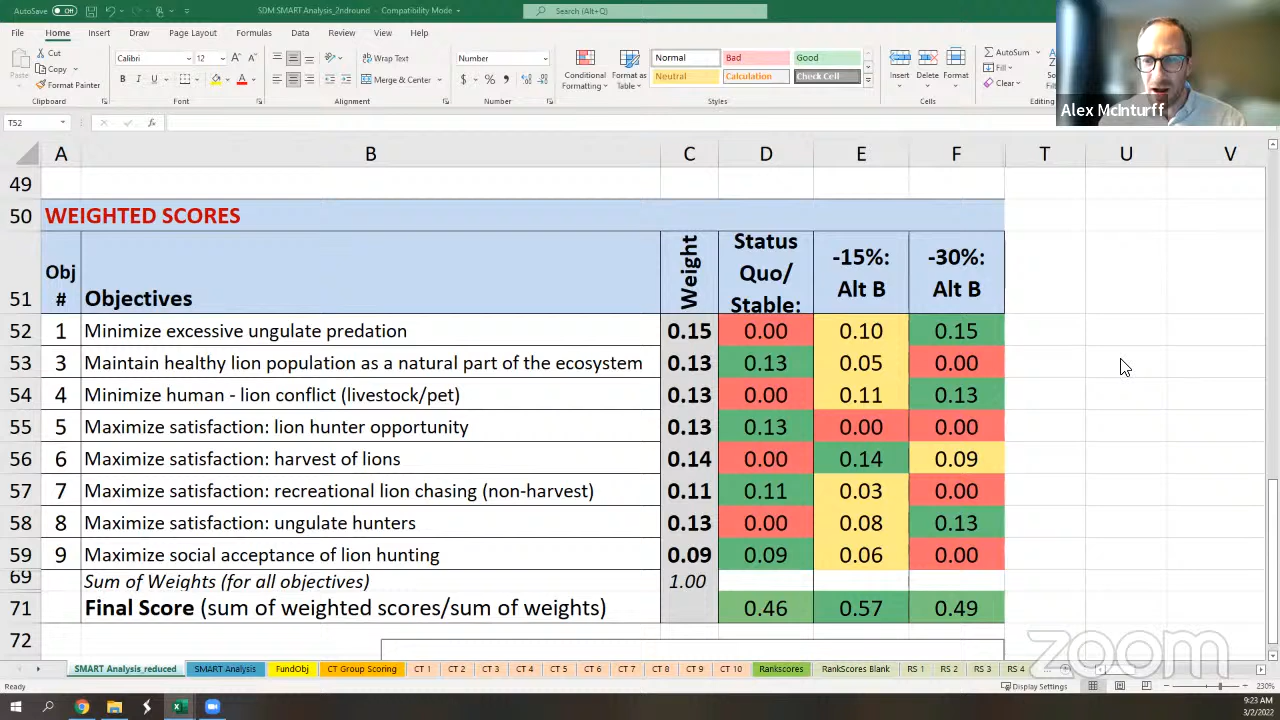 AutoSave Off SDM.SMART Analysis_2ndround - Compatibility Mode Search (Alt+Q)
File Home Insert Draw Page Layout Formulas Data Review View Help
Cut
Copy
Format Painter
Paste
Clipboard
Calibri 12
B I U
Font
Wrap Text
Merge & Center
Alignment
Number
$ % 9
Number
Conditional Formatting
Format as Table
Normal Bad Good
Neutral Calculation Check Cell
Styles
Insert Delete Format
Cells
AutoSum
Fill
Clear
Editing
Alex McInturff
T52 fx
A B C D E F T U V
49
50 WEIGHTED SCORES
51 Obj # Objectives Weight Status Quo/ Stable: -15%: Alt B -30%: Alt B
52 1 Minimize excessive ungulate predation 0.15 0.00 0.10 0.15
53 3 Maintain healthy lion population as a natural part of the ecosystem 0.13 0.13 0.05 0.00
54 4 Minimize human - lion conflict (livestock/pet) 0.13 0.00 0.11 0.13
55 5 Maximize satisfaction: lion hunter opportunity 0.13 0.13 0.00 0.00
56 6 Maximize satisfaction: harvest of lions 0.14 0.00 0.14 0.09
57 7 Maximize satisfaction: recreational lion chasing (non-harvest) 0.11 0.11 0.03 0.00
58 8 Maximize satisfaction: ungulate hunters 0.13 0.00 0.08 0.13
59 9 Maximize social acceptance of lion hunting 0.09 0.09 0.06 0.00
69 Sum of Weights (for all objectives) 1.00
71 Final Score (sum of weighted scores/sum of weights) 0.46 0.57 0.49
72
zoom
SMART Analysis_reduced SMART Analysis FundObj CT Group Scoring CT 1 CT 2 CT 3 CT 4 CT 5 CT 6 CT 7 CT 8 CT 9 CT 10 Rankscores RankScores Blank RS 1 RS 2 RS 3 RS 4 ...
Ready Display Settings 230%
9:23 AM
3/2/2022